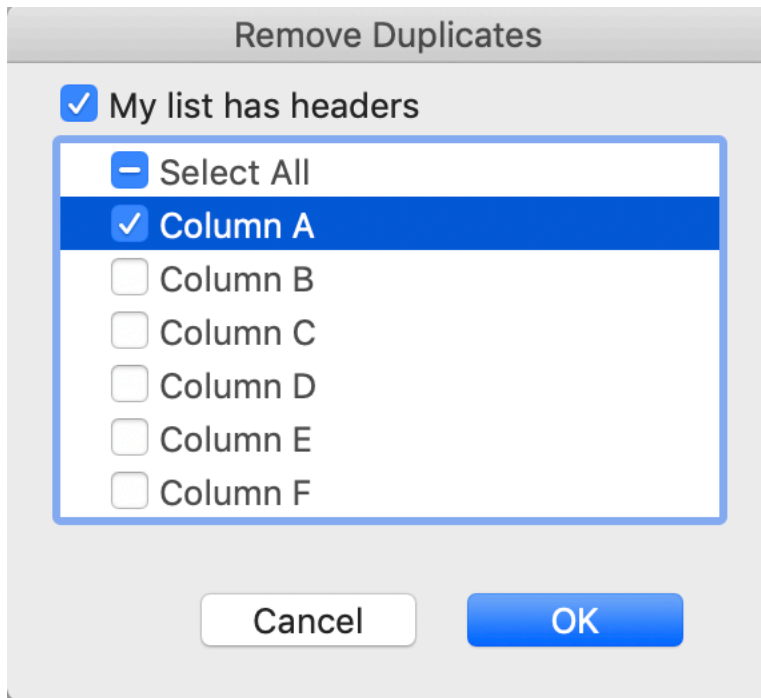 Remove Duplicates
My list has headers
Select All
Column A
Column B
Column C
Column D
Column E
Column F
Cancel
OK